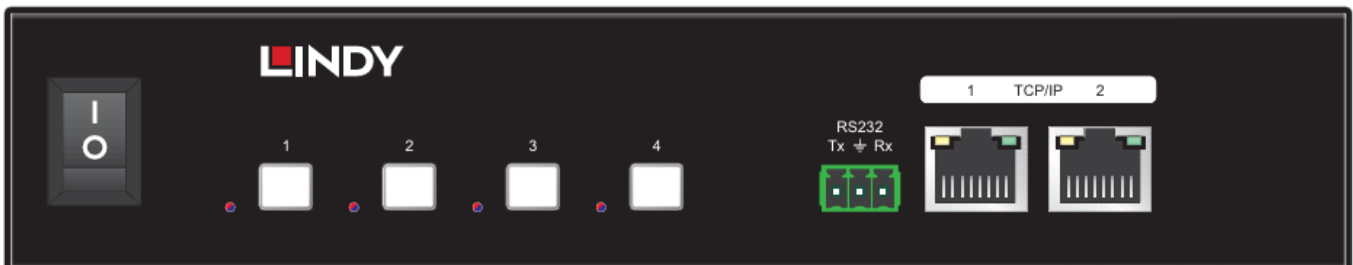 LINDY
I
O
1 2 3 4
RS232
Tx ⏚ Rx
1 TCP/IP 2